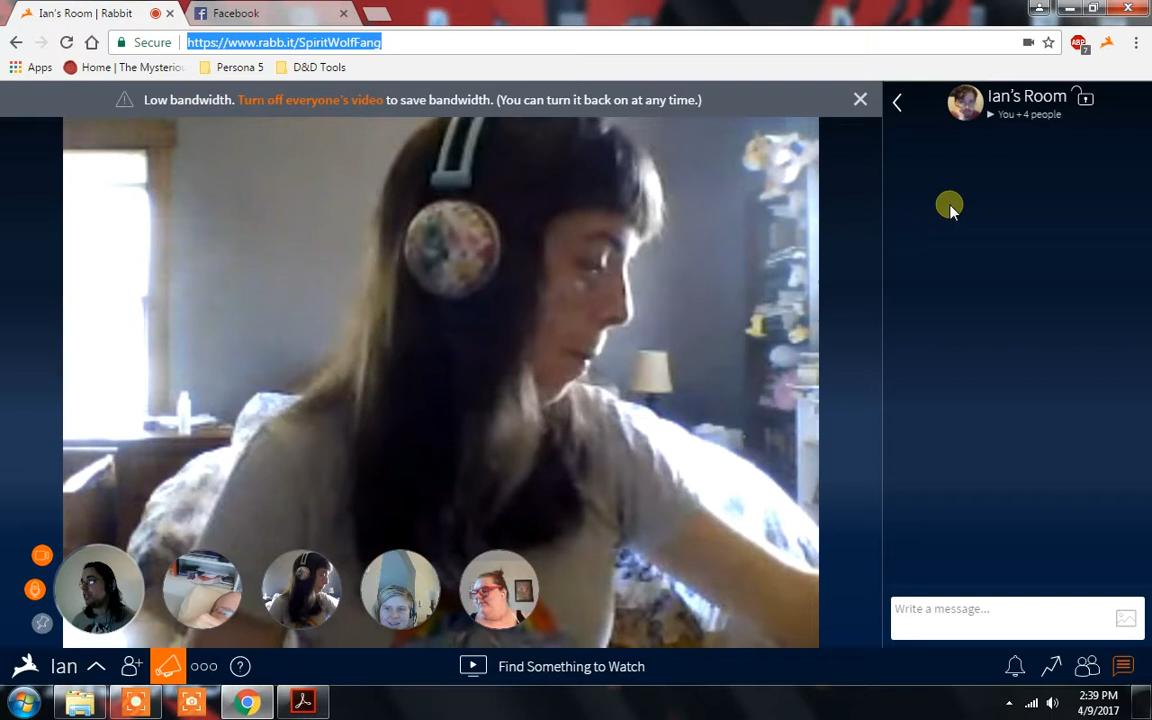 Ian's Room | Rabbit
Facebook
Secure
https://www.rabb.it/SpiritWolfFang
ABP
7
Apps
Home | The Mysteriou
Persona 5
D&D Tools
Low bandwidth. Turn off everyone's video to save bandwidth. (You can turn it back on at any time.)
Ian's Room
You + 4 people
Write a message...
Ian
Find Something to Watch
2:39 PM
4/9/2017